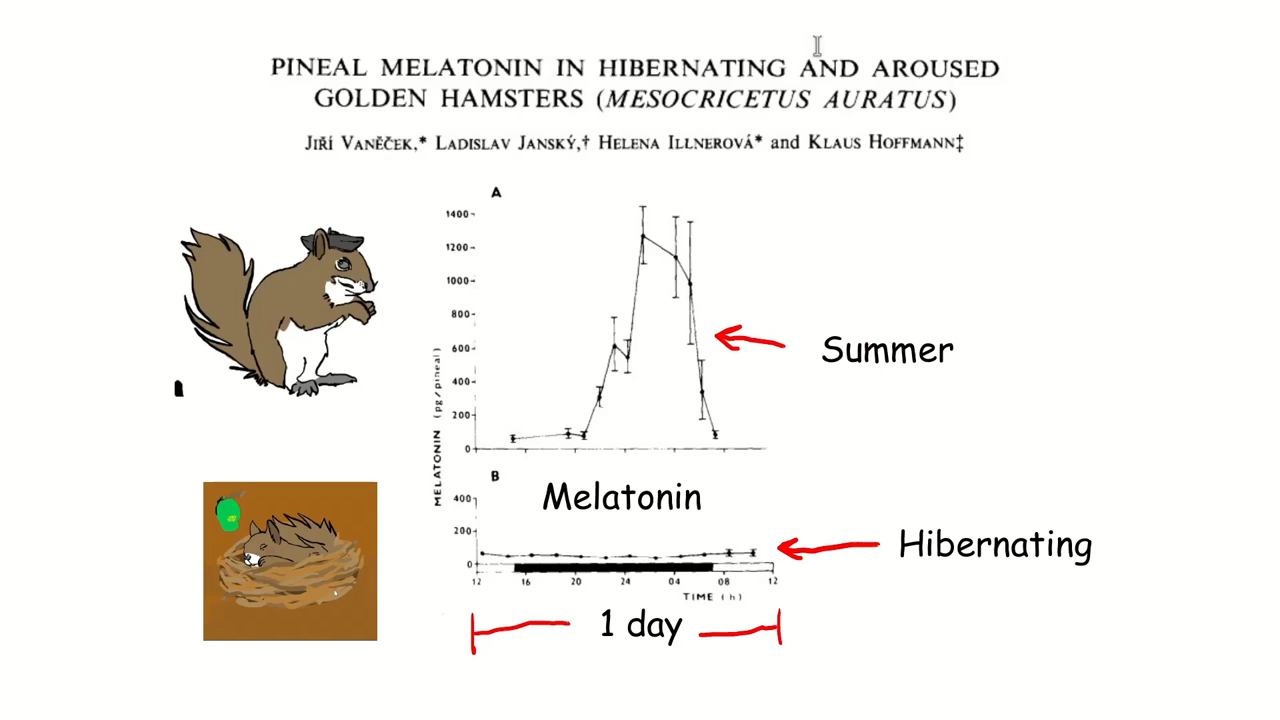 PINEAL MELATONIN IN HIBERNATING AND AROUSED
GOLDEN HAMSTERS (MESOCRICETUS AURATUS)
JIŘÍ VANĚČEK,* LADISLAV JANSKÝ,† HELENA ILLNEROVÁ* and KLAUS HOFFMANN‡
A
1400
1200
1000
800
600
400
200
0
Summer
MELATONIN (pg/pineal)
B
Melatonin
400
200
0
Hibernating
12 16 20 24 04 08 12
TIME (h)
1 day